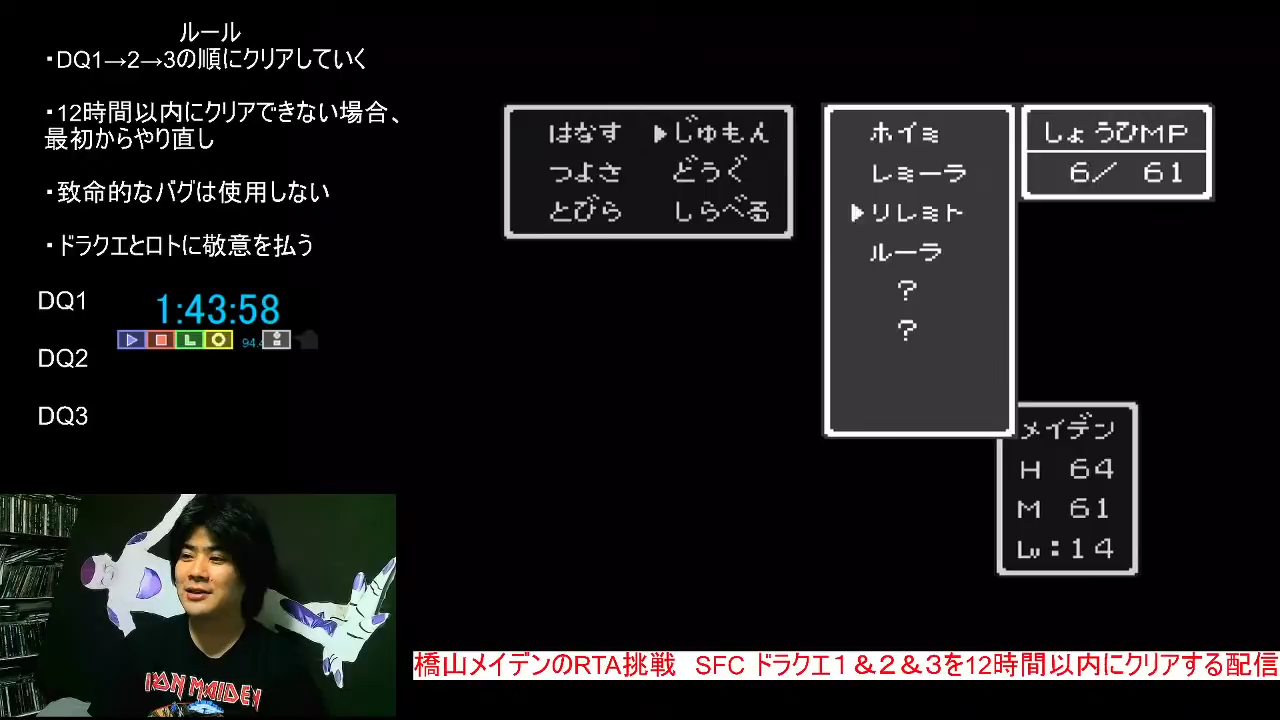 ルール
・DQ1→2→3の順にクリアしていく
・12時間以内にクリアできない場合、
最初からやり直し
・致命的なバグは使用しない
・ドラクエとロトに敬意を払う
DQ1
1:43:58
DQ2
DQ3
はなす ▶じゅもん
つよさ どうぐ
とびら しらべる
ホイミ
レミーラ
▶リレミト
ルーラ
?
?
しょうひMP
6/ 61
メイデン
H 64
M 61
Lv:14
IRON MAIDEN
橋山メイデンのRTA挑戦 SFC ドラクエ1&2&3を12時間以内にクリアする配信